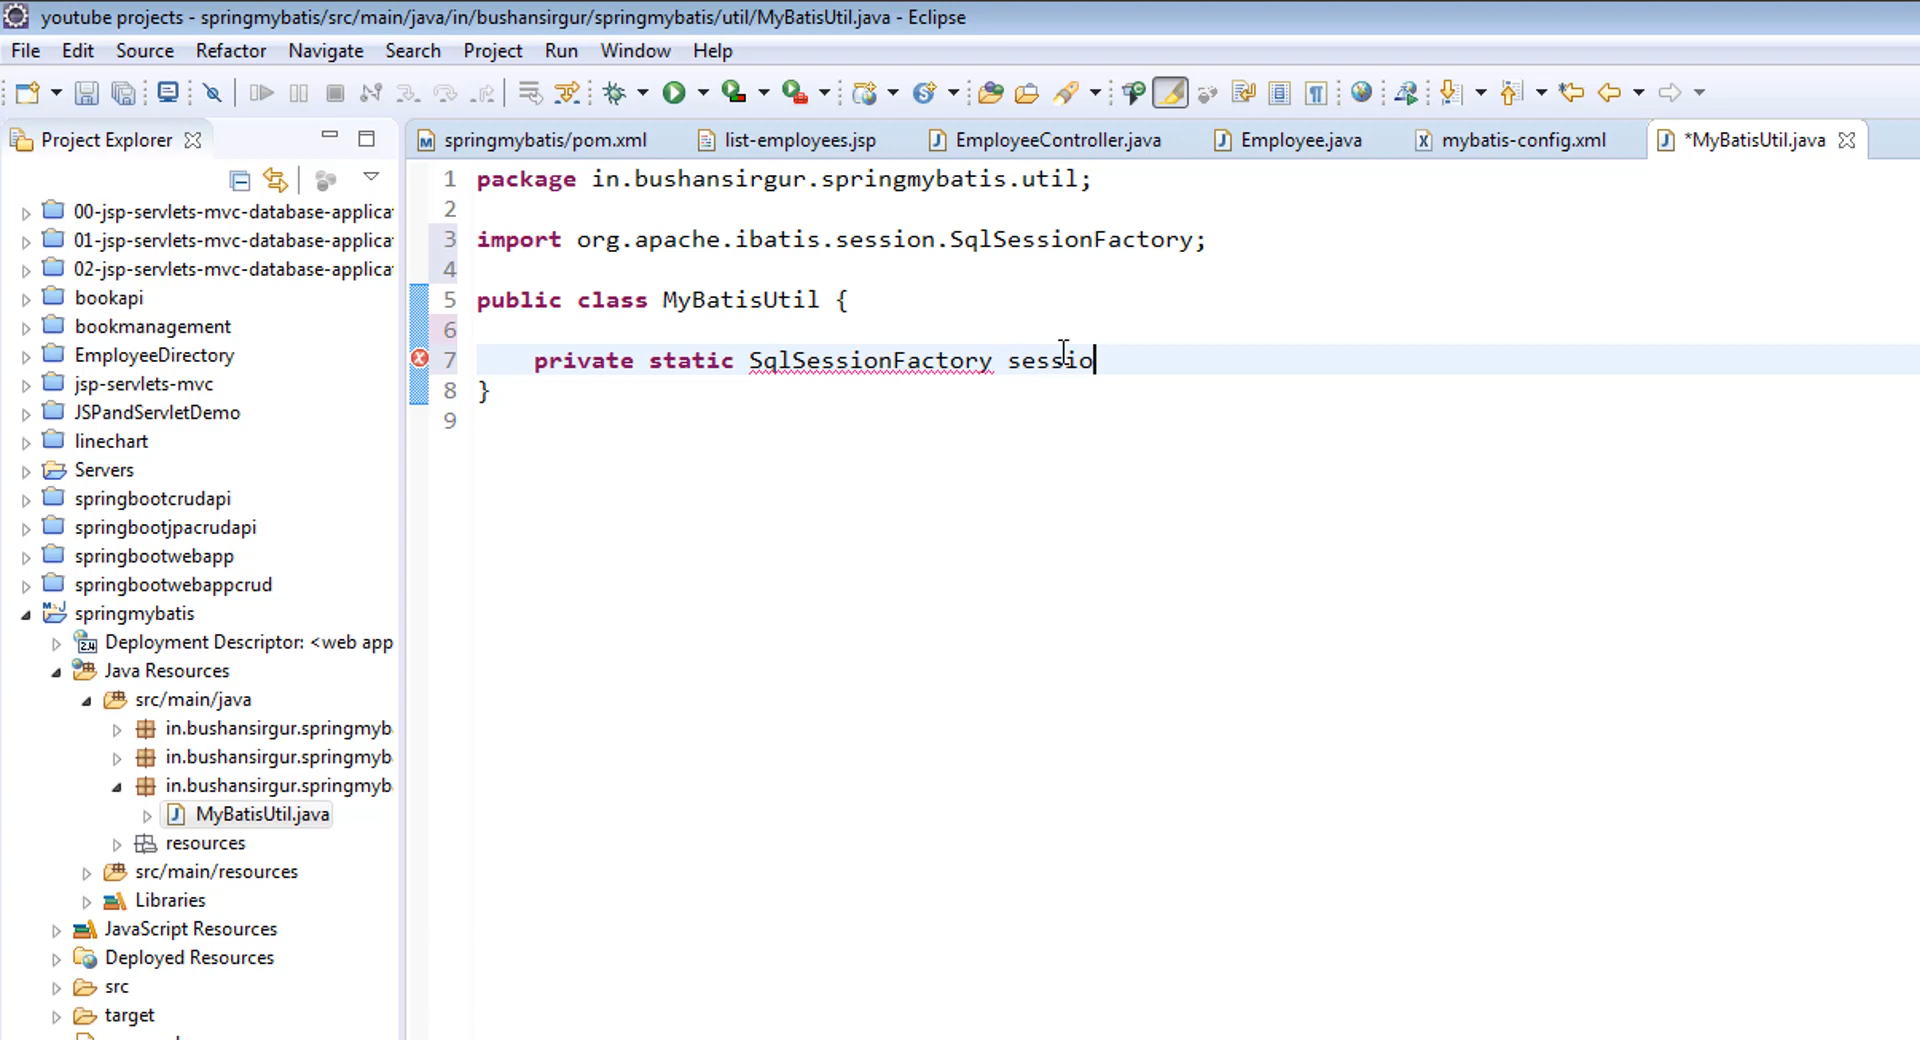 youtube projects - springmybatis/src/main/java/in/bushansirgur/springmybatis/util/MyBatisUtil.java - Eclipse
File Edit Source Refactor Navigate Search Project Run Window Help
Project Explorer
springmybatis/pom.xml list-employees.jsp EmployeeController.java Employee.java mybatis-config.xml *MyBatisUtil.java
1 package in.bushansirgur.springmybatis.util;
2
3 import org.apache.ibatis.session.SqlSessionFactory;
4
5 public class MyBatisUtil {
6
7 private static SqlSessionFactory sessio
8 }
9
00-jsp-servlets-mvc-database-applica
01-jsp-servlets-mvc-database-applica
02-jsp-servlets-mvc-database-applica
bookapi
bookmanagement
EmployeeDirectory
jsp-servlets-mvc
JSPandServletDemo
linechart
Servers
springbootcrudapi
springbootjpacrudapi
springbootwebapp
springbootwebappcrud
springmybatis
Deployment Descriptor: <web app
Java Resources
src/main/java
in.bushansirgur.springmyb
in.bushansirgur.springmyb
in.bushansirgur.springmyb
MyBatisUtil.java
resources
src/main/resources
Libraries
JavaScript Resources
Deployed Resources
src
target